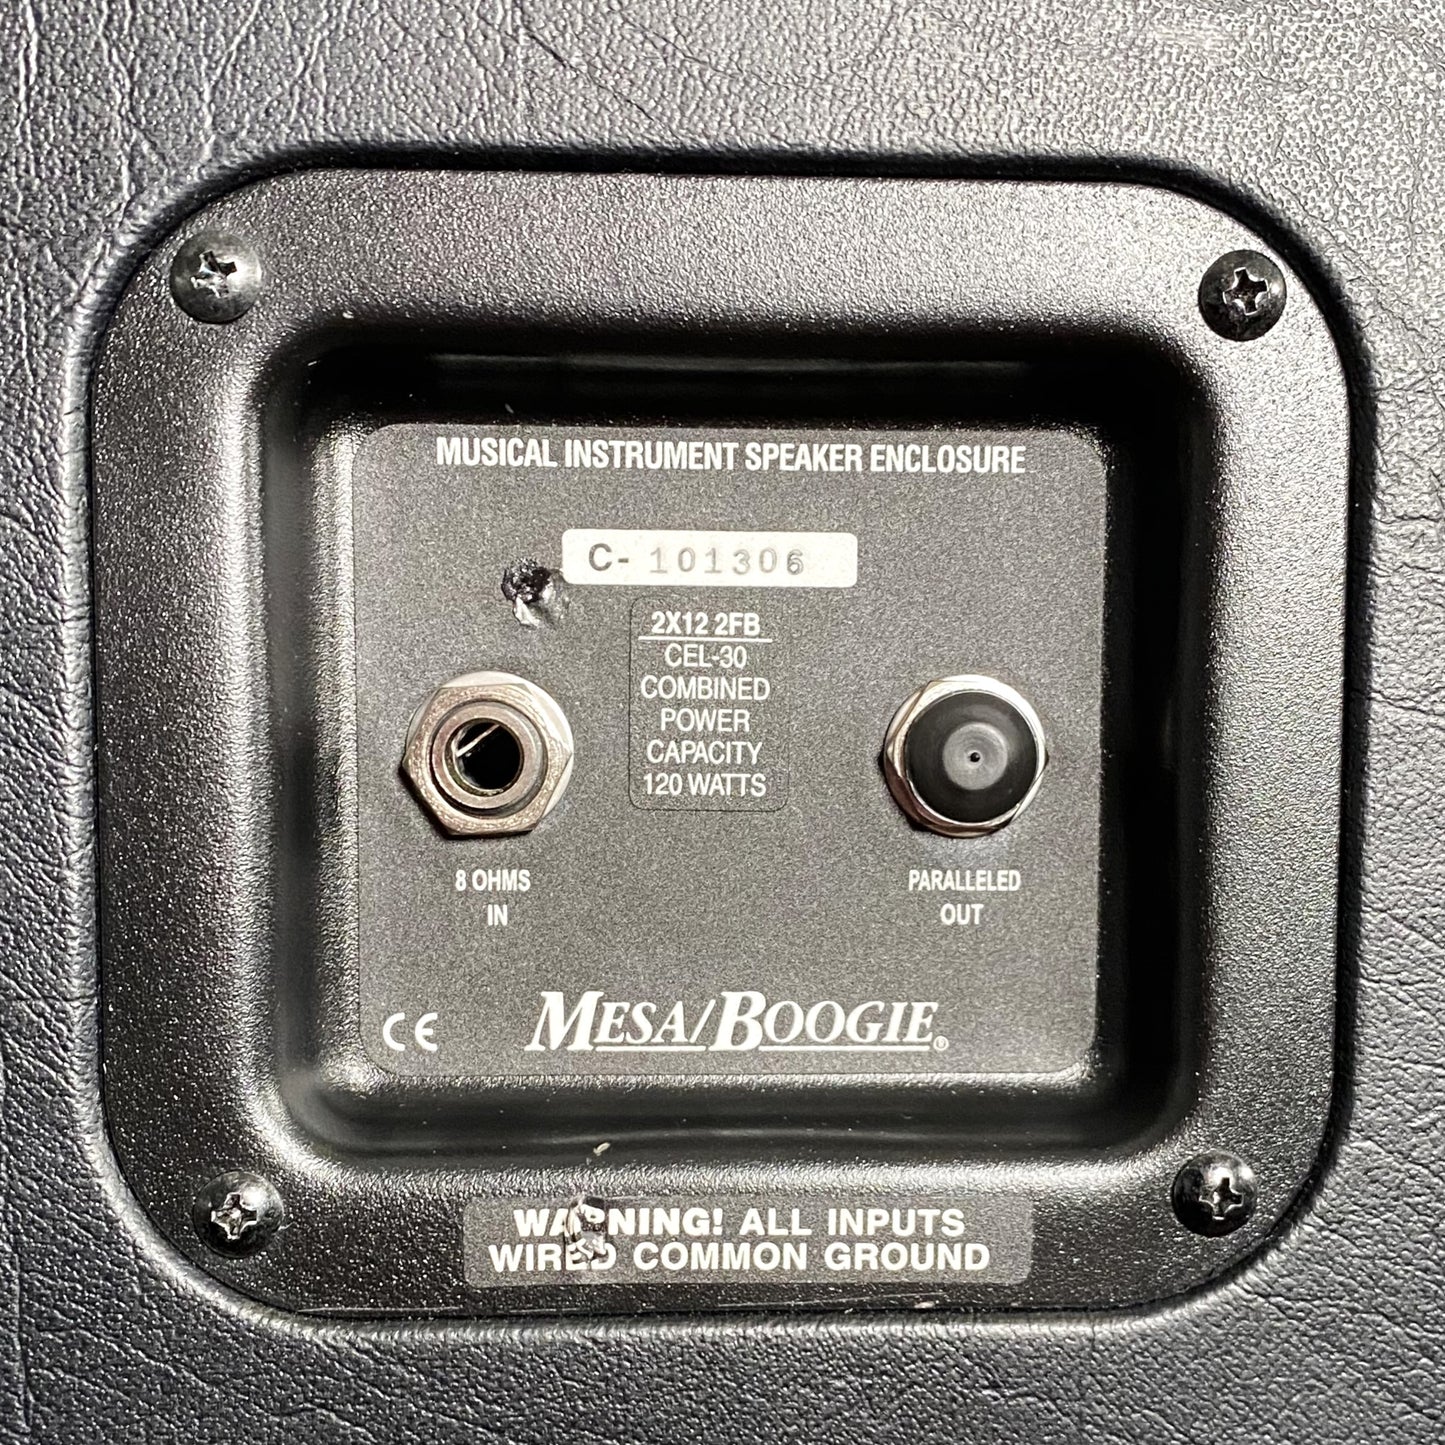 MUSICAL INSTRUMENT SPEAKER ENCLOSURE
C- 101306
2X12 2FB
CEL-30
COMBINED
POWER
CAPACITY
120 WATTS
8 OHMS
IN
PARALLELED
OUT
CE
MESA/BOOGIE®
WARNING! ALL INPUTS
WIRED COMMON GROUND